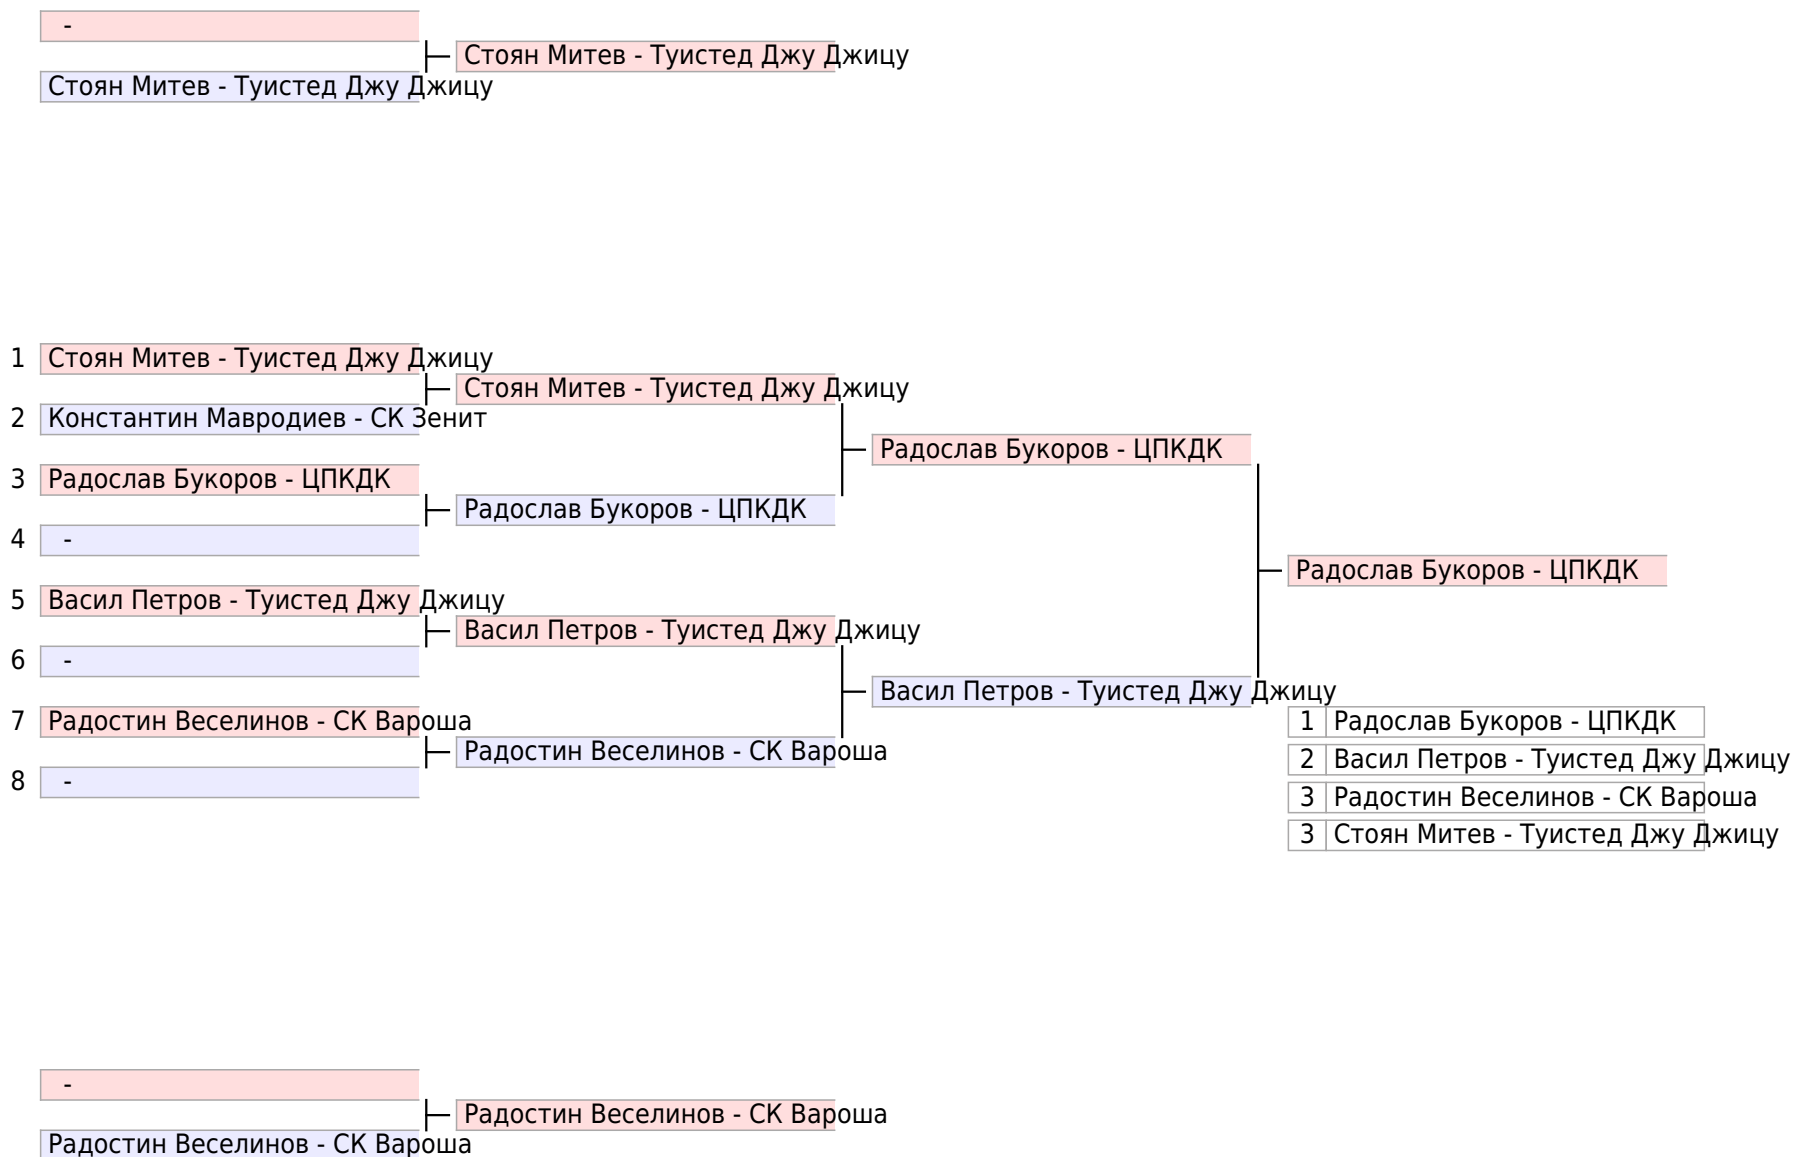 -
Стоян Митев - Туистед Джу Джицу
Стоян Митев - Туистед Джу Джицу
1 Стоян Митев - Туистед Джу Джицу
Стоян Митев - Туистед Джу Джицу
2 Константин Мавродиев - СК Зенит
Радослав Букоров - ЦПКДК
3 Радослав Букоров - ЦПКДК
Радослав Букоров - ЦПКДК
4 -
Радослав Букоров - ЦПКДК
5 Васил Петров - Туистед Джу Джицу
Васил Петров - Туистед Джу Джицу
6 -
Васил Петров - Туистед Джу Джицу
7 Радостин Веселинов - СК Вароша
1 Радослав Букоров - ЦПКДК
Радостин Веселинов - СК Вароша
2 Васил Петров - Туистед Джу Джицу
8 -
3 Радостин Веселинов - СК Вароша
3 Стоян Митев - Туистед Джу Джицу
-
Радостин Веселинов - СК Вароша
Радостин Веселинов - СК Вароша